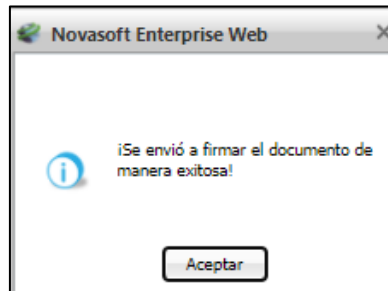 Novasoft Enterprise Web
¡Se envió a firmar el documento de
manera exitosa!
Aceptar